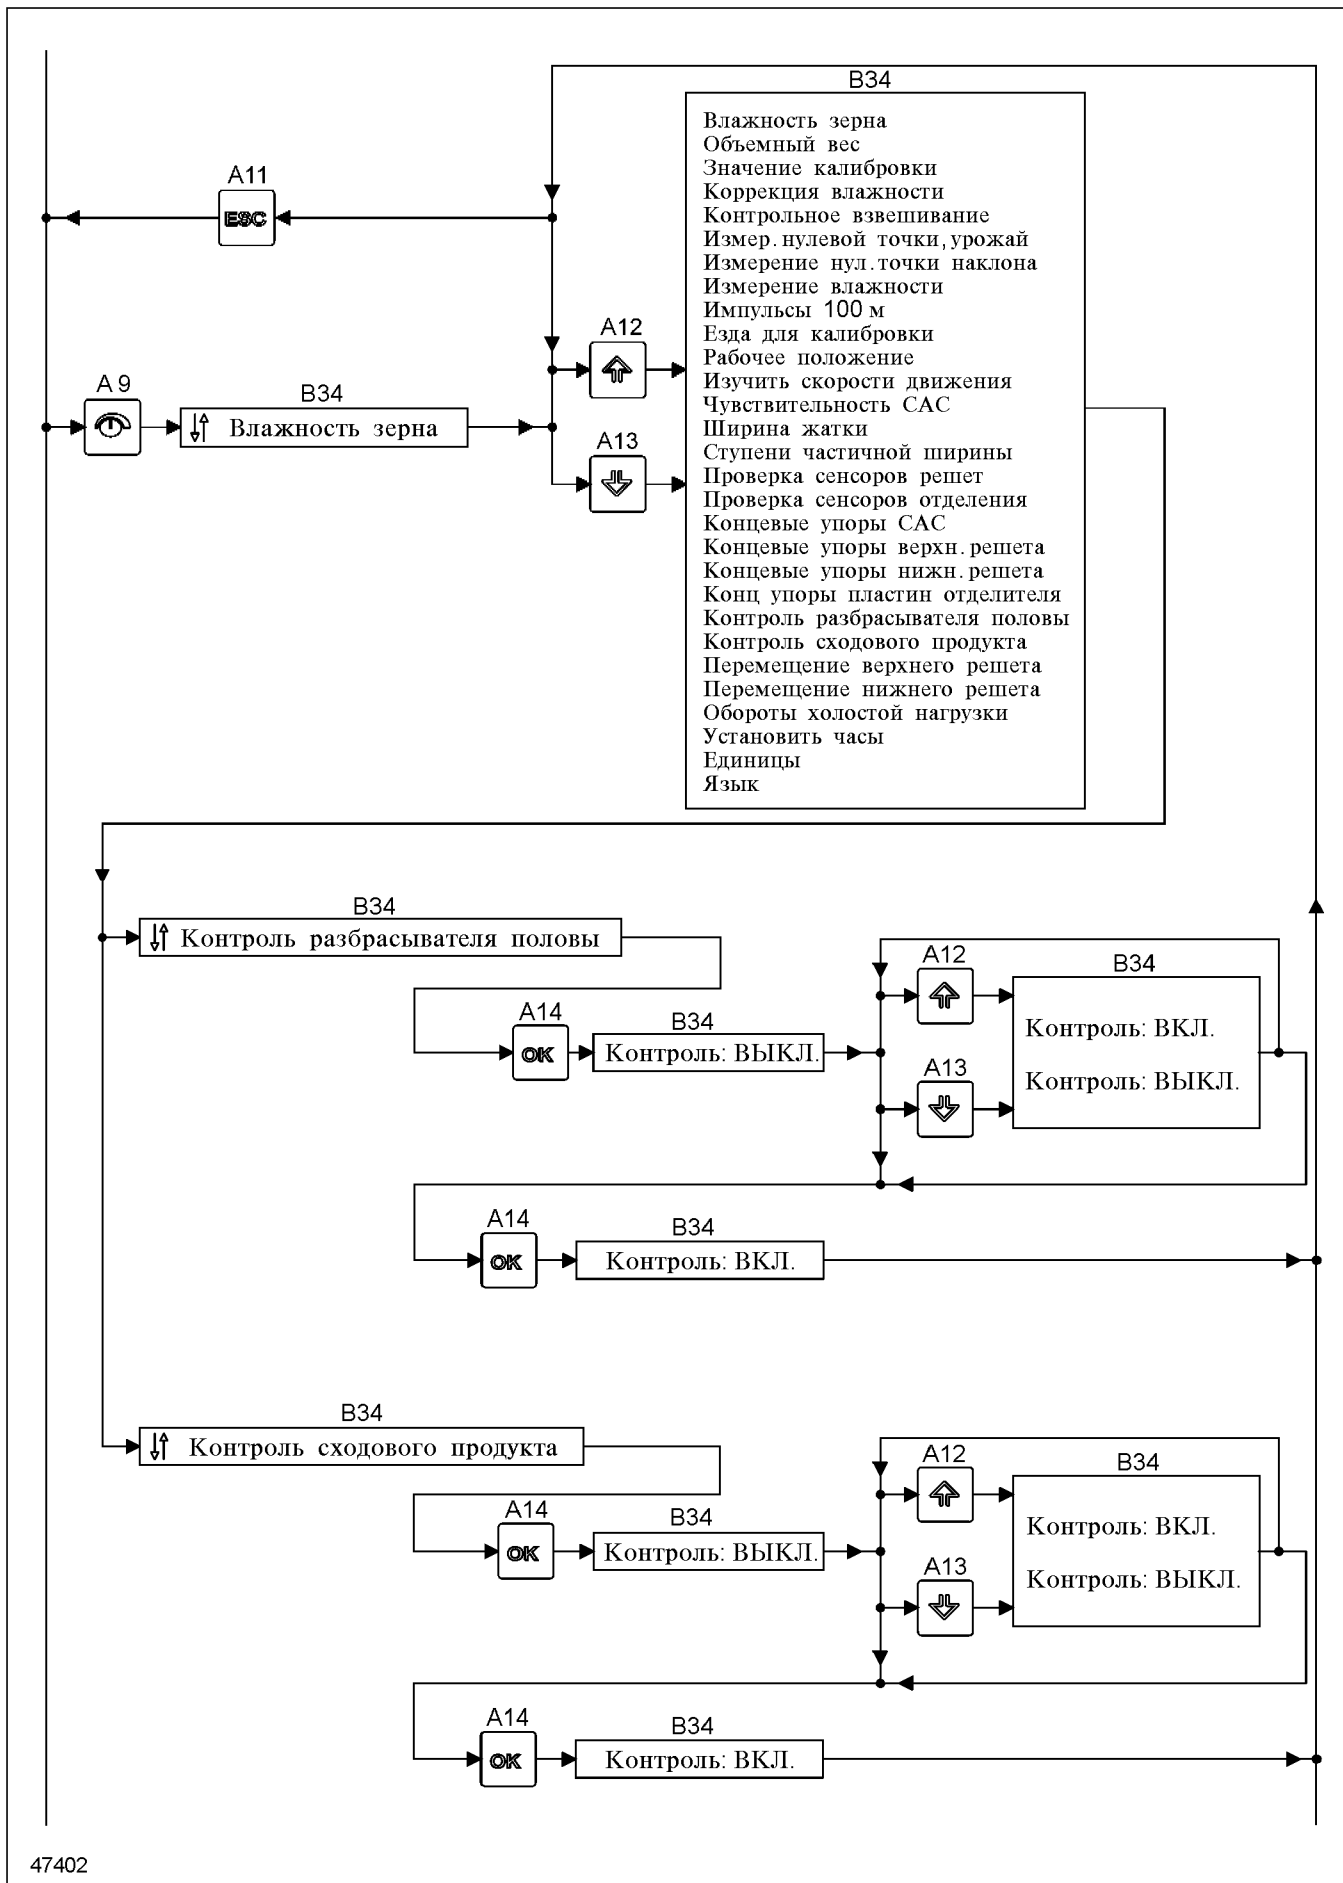 B34
Влажность зерна
Объемный вес
Значение калибровки
Коррекция влажности
Контрольное взвешивание
Измер.нулевой точки,урожай
Измерение нул.точки наклона
Измерение влажности
Импульсы 100 м
Езда для калибровки
Рабочее положение
Изучить скорости движения
Чувствительность САС
Ширина жатки
Ступени частичной ширины
Проверка сенсоров решет
Проверка сенсоров отделения
Концевые упоры САС
Концевые упоры верхн.решета
Концевые упоры нижн.решета
Конц упоры пластин отделителя
Контроль разбрасывателя половы
Контроль сходового продукта
Перемещение верхнего решета
Перемещение нижнего решета
Обороты холостой нагрузки
Установить часы
Единицы
Язык
A11
ESC
A12
A 9
B34
Влажность зерна
A13
B34
Контроль разбрасывателя половы
A14
OK
B34
Контроль: ВЫКЛ.
A12
A13
B34
Контроль: ВКЛ.
Контроль: ВЫКЛ.
A14
OK
B34
Контроль: ВКЛ.
B34
Контроль сходового продукта
A14
OK
B34
Контроль: ВЫКЛ.
A12
A13
B34
Контроль: ВКЛ.
Контроль: ВЫКЛ.
A14
OK
B34
Контроль: ВКЛ.
47402